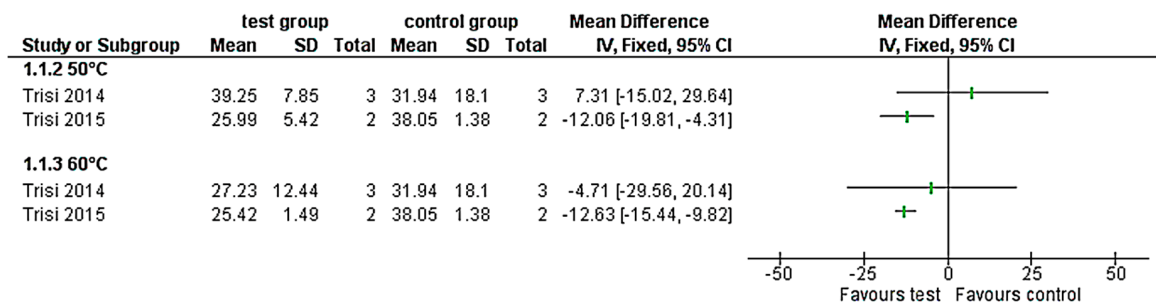 test group control group Mean Difference Mean Difference
Study or Subgroup Mean SD Total Mean SD Total IV, Fixed, 95% CI IV, Fixed, 95% CI
1.1.2 50°C
Trisi 2014 39.25 7.85 3 31.94 18.1 3 7.31 [-15.02, 29.64]
Trisi 2015 25.99 5.42 2 38.05 1.38 2 -12.06 [-19.81, -4.31]
1.1.3 60°C
Trisi 2014 27.23 12.44 3 31.94 18.1 3 -4.71 [-29.56, 20.14]
Trisi 2015 25.42 1.49 2 38.05 1.38 2 -12.63 [-15.44, -9.82]
-50 -25 0 25 50
Favours test Favours control